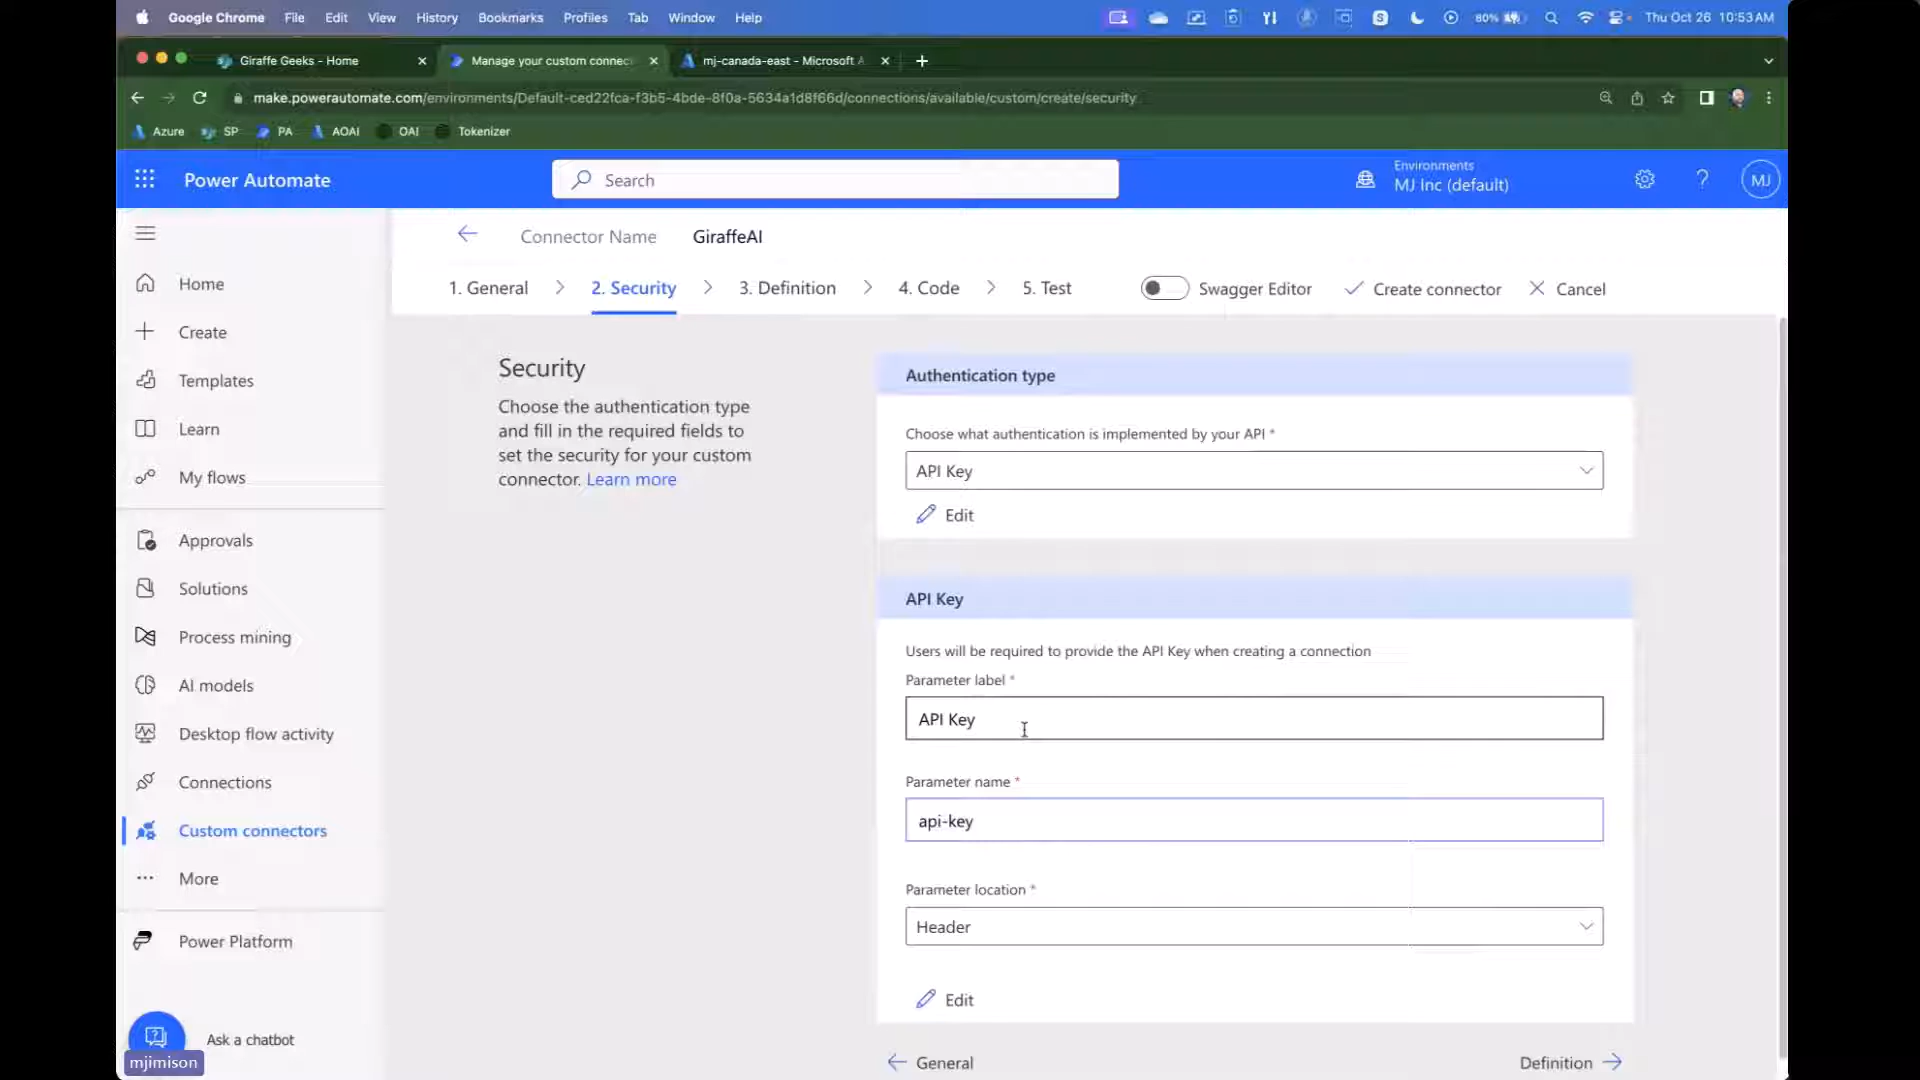 Google Chrome File Edit View History Bookmarks Profiles Tab Window Help 80% Thu Oct 26 10:53 AM
Giraffe Geeks - Home Manage your custom connec mj-canada-east - Microsoft A
make.powerautomate.com/environments/Default-ced22fca-f3b5-4bde-8f0a-5634a1d8f66d/connections/available/custom/create/security
Azure SP PA AOAI OAI Tokenizer
Power Automate Search Environments
MJ Inc (default) ? MJ
Connector Name GiraffeAI
1. General 2. Security 3. Definition 4. Code 5. Test Swagger Editor Create connector Cancel
Home
Create
Templates
Learn
My flows
Approvals
Solutions
Process mining
AI models
Desktop flow activity
Connections
Custom connectors
More
Power Platform
Ask a chatbot
mjimison
Security
Choose the authentication type
and fill in the required fields to
set the security for your custom
connector. Learn more
Authentication type
Choose what authentication is implemented by your API *
API Key
Edit
API Key
Users will be required to provide the API Key when creating a connection
Parameter label *
API Key
Parameter name *
api-key
Parameter location *
Header
Edit
General Definition